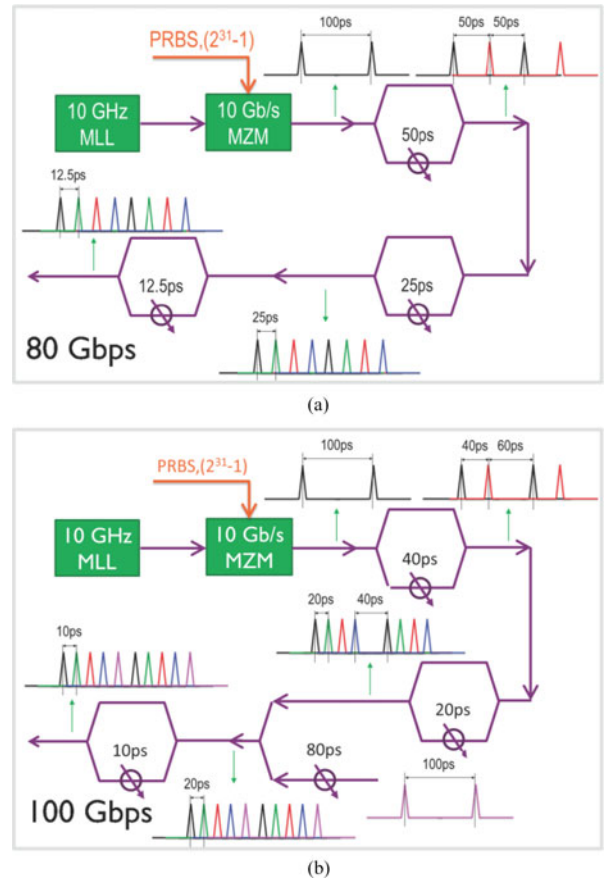 PRBS,(2³¹-1)
100ps
50ps 50ps
10 GHz
MLL
10 Gb/s
MZM
50ps
12.5ps
12.5ps
25ps
25ps
80 Gbps
(a)
100ps
40ps 60ps
PRBS,(2³¹-1)
10 GHz
MLL
10 Gb/s
MZM
40ps
20ps 40ps
10ps
20ps
10ps
80ps
100ps
20ps
100 Gbps
(b)